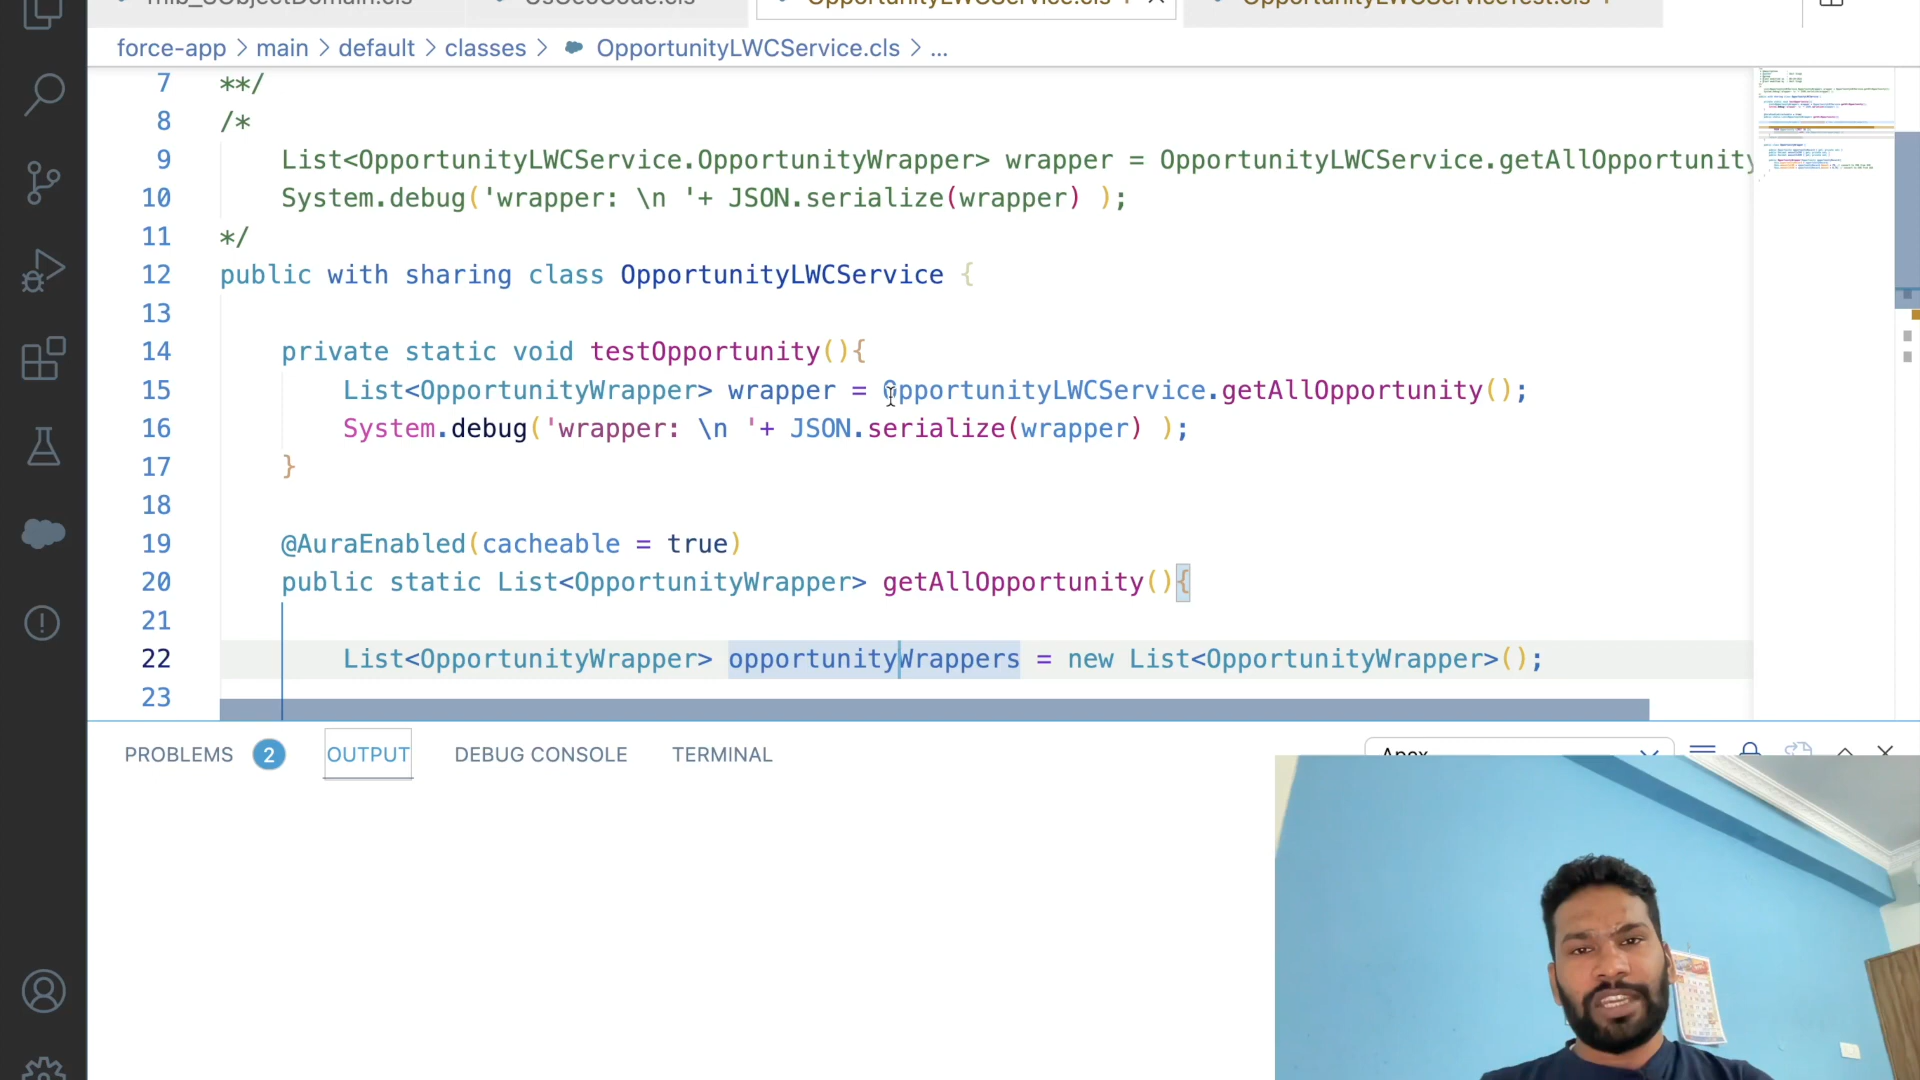 force-app > main > default > classes > OpportunityLWCService.cls > ...
7 **/
8 /*
9 List<OpportunityLWCService.OpportunityWrapper> wrapper = OpportunityLWCService.getAllOpportunity
10 System.debug('wrapper: \n '+ JSON.serialize(wrapper) );
11 */
12 public with sharing class OpportunityLWCService {
13
14 private static void testOpportunity(){
15 List<OpportunityWrapper> wrapper = OpportunityLWCService.getAllOpportunity();
16 System.debug('wrapper: \n '+ JSON.serialize(wrapper) );
17 }
18
19 @AuraEnabled(cacheable = true)
20 public static List<OpportunityWrapper> getAllOpportunity(){
21
22 List<OpportunityWrapper> opportunityWrappers = new List<OpportunityWrapper>();
23
PROBLEMS 2 OUTPUT DEBUG CONSOLE TERMINAL Apex